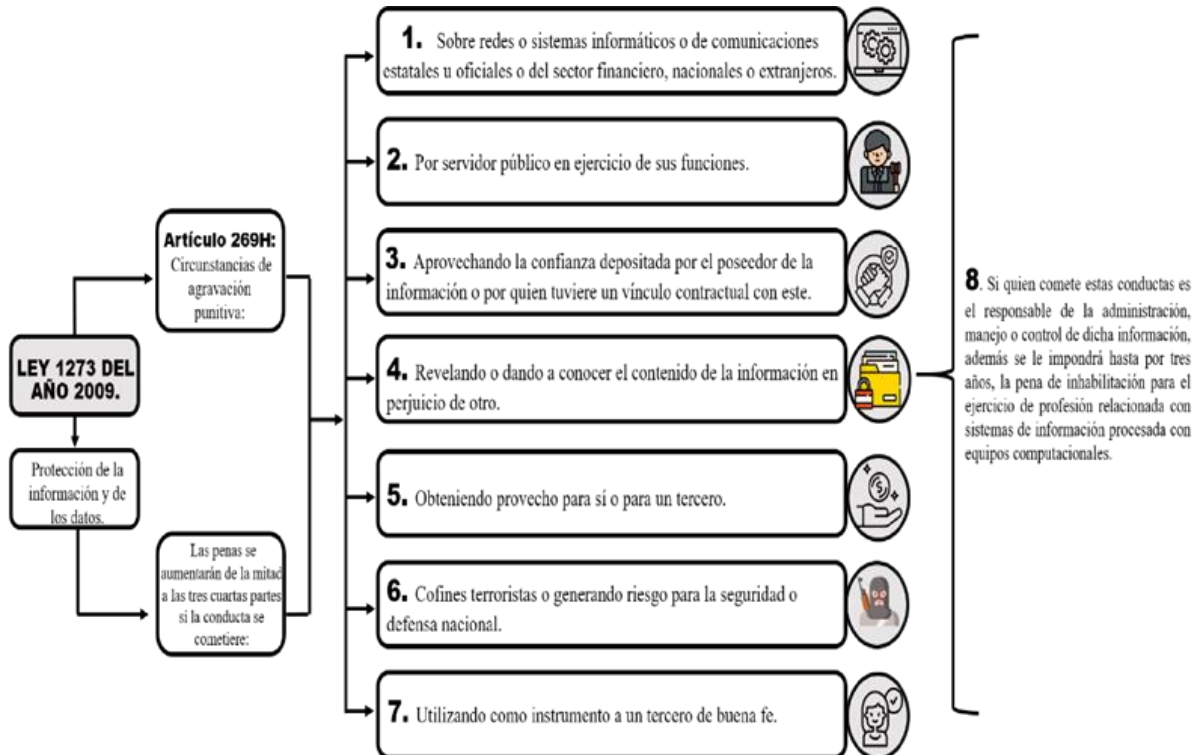 LEY 1273 DEL
AÑO 2009.
Protección de la
información y de
los datos.
Artículo 269H:
Circunstancias de
agravación
punitiva:
Las penas se
aumentarán de la mitad
a las tres cuartas partes
si la conducta se
cometiere:
1. Sobre redes o sistemas informáticos o de comunicaciones
estatales u oficiales o del sector financiero, nacionales o extranjeros.
2. Por servidor público en ejercicio de sus funciones.
3. Aprovechando la confianza depositada por el poseedor de la
información o por quien tuviere un vínculo contractual con este.
4. Revelando o dando a conocer el contenido de la información en
perjuicio de otro.
5. Obteniendo provecho para sí o para un tercero.
6. Cofines terroristas o generando riesgo para la seguridad o
defensa nacional.
7. Utilizando como instrumento a un tercero de buena fe.
8. Si quien comete estas conductas es
el responsable de la administración,
manejo o control de dicha información,
además se le impondrá hasta por tres
años, la pena de inhabilitación para el
ejercicio de profesión relacionada con
sistemas de información procesada con
equipos computacionales.